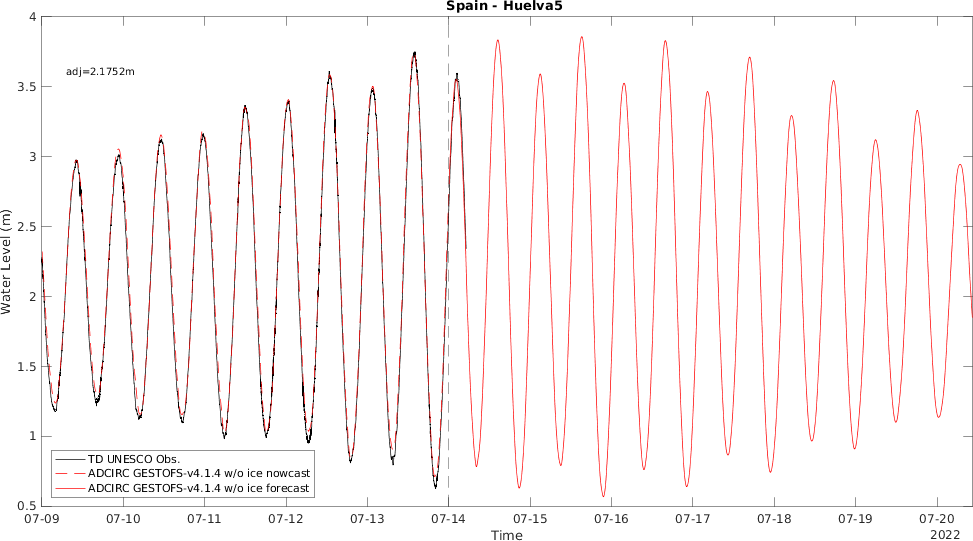 Spain - Huelva5
4
3.5
3
2.5
2
1.5
1
0.5
Water Level (m)
adj=2.1752m
TD UNESCO Obs.
ADCIRC GESTOFS-v4.1.4 w/o ice nowcast
ADCIRC GESTOFS-v4.1.4 w/o ice forecast
07-09 07-10 07-11 07-12 07-13 07-14 07-15 07-16 07-17 07-18 07-19 07-20
Time
2022